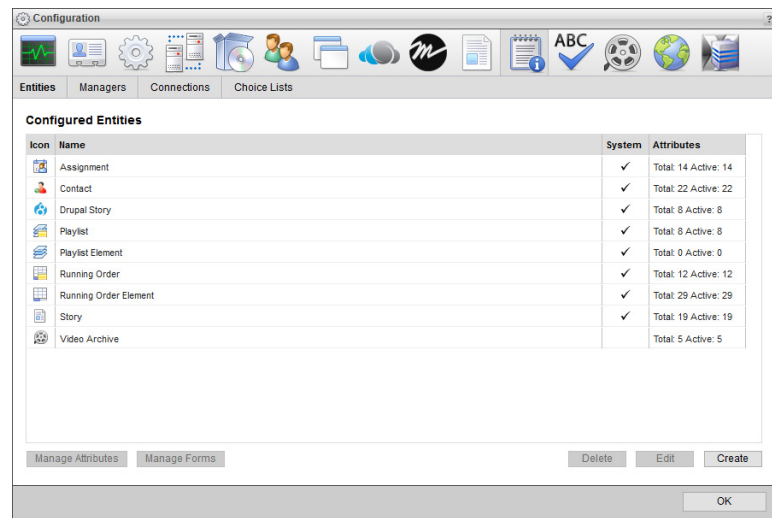 Configuration
?
ABC
Entities Managers Connections Choice Lists
Configured Entities
Icon Name System Attributes
Assignment ✓ Total: 14 Active: 14
Contact ✓ Total: 22 Active: 22
Drupal Story ✓ Total: 8 Active: 8
Playlist ✓ Total: 8 Active: 8
Playlist Element ✓ Total: 0 Active: 0
Running Order ✓ Total: 12 Active: 12
Running Order Element ✓ Total: 29 Active: 29
Story ✓ Total: 19 Active: 19
Video Archive Total: 5 Active: 5
Manage Attributes Manage Forms Delete Edit Create
OK